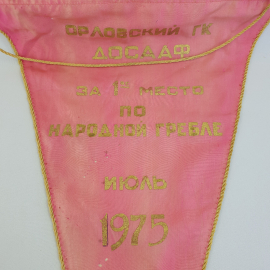 ОРЛОВСКИЙ ГК
ДОСААФ
ЗА 1е МЕСТО
ПО
НАРОДНОЙ ГРЕБЛЕ
ИЮЛЬ
1975